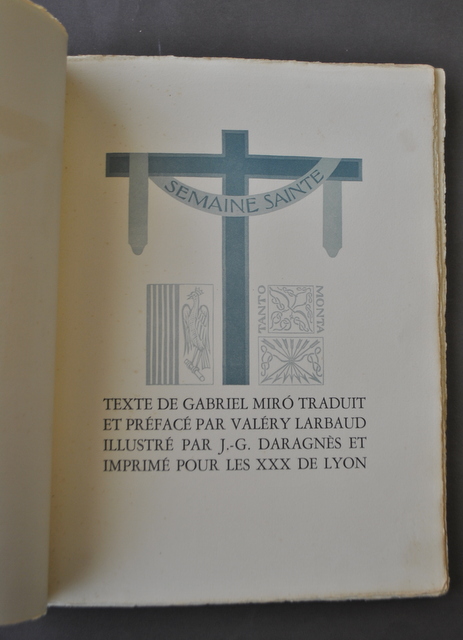 SEMAINE SAINTE
TANTO
MONTA
TEXTE DE GABRIEL MIRÓ TRADUIT
ET PRÉFACÉ PAR VALÉRY LARBAUD
ILLUSTRÉ PAR J.-G. DARAGNÈS ET
IMPRIMÉ POUR LES XXX DE LYON